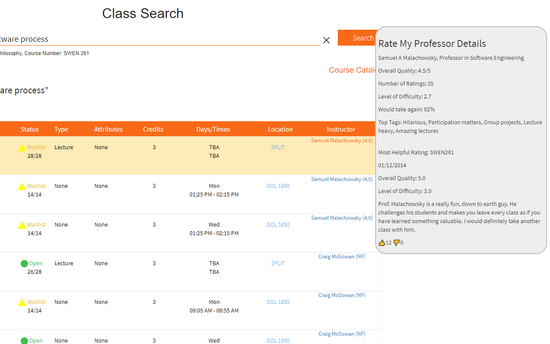 Class Search
tware process
Search
hilosophy, Course Number: SWEN 261
Course Catal
are process"
Status Type Attributes Credits Days/Times Location Instructor
Waitlist Lecture None 3 TBA SPLIT Samuel Malachowsky (4.5)
28/28 TBA
Waitlist None None 3 Mon GOL 1650 Samuel Malachowsky (4.5)
14/14 01:25 PM - 02:15 PM
Waitlist None None 3 Wed GOL 1650 Samuel Malachowsky (4.5)
14/14 01:25 PM - 02:15 PM
Open Lecture None 3 TBA SPLIT Craig McGowan (NF)
26/28 TBA
Waitlist None None 3 Mon GOL 1650 Craig McGowan (NF)
14/14 09:05 AM - 09:55 AM
Open None None 3 Wed GOL 1650 Craig McGowan (NF)
Rate My Professor Details
Samuel A Malachowsky, Professor in Software Engineering
Overall Quality: 4.5/5
Number of Ratings: 35
Level of Difficulty: 2.7
Would take again: 92%
Top Tags: Hilarious, Participation matters, Group projects, Lecture
heavy, Amazing lectures
Most Helpful Rating: SWEN261
01/12/2014
Overall Quality: 5.0
Level of Difficulty: 3.0
Prof. Malachowsky is a really fun, down to earth guy. He
challenges his students and makes you leave every class as if you
have learned something valuable. I would definitely take another
class with him.
12 0